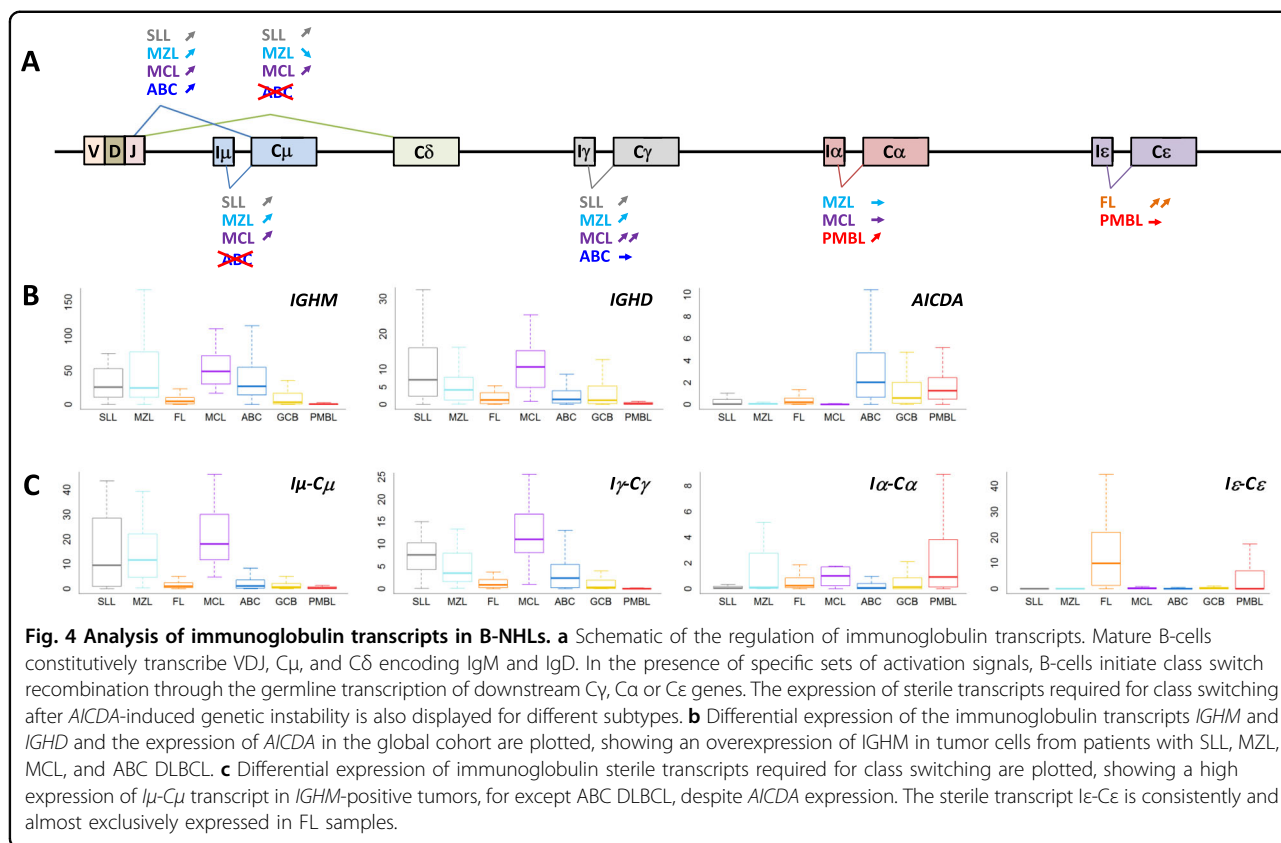 A
SLL ↗
MZL ↗
MCL ↗
ABC ↗
SLL ↗
MZL ↘
MCL ↗
ABC
V D J
Iμ
Cμ
Cδ
Iγ
Cγ
Iα
Cα
Iε
Cε
SLL ↗
MZL ↗
MCL ↗
ABC
SLL ↗
MZL ↗
MCL ↗↗
ABC →
MZL →
MCL →
PMBL ↗
FL ↗↗
PMBL →
B
IGHM
150
100
50
0
SLL MZL FL MCL ABC GCB PMBL
IGHD
30
20
10
5
0
SLL MZL FL MCL ABC GCB PMBL
AICDA
10
8
6
4
2
0
SLL MZL FL MCL ABC GCB PMBL
C
Iμ-Cμ
40
30
20
10
0
SLL MZL FL MCL ABC GCB PMBL
Iγ-Cγ
25
20
15
10
5
0
SLL MZL FL MCL ABC GCB PMBL
Iα-Cα
8
6
4
2
0
SLL MZL FL MCL ABC GCB PMBL
Iε-Cε
40
30
20
10
0
SLL MZL FL MCL ABC GCB PMBL
Fig. 4 Analysis of immunoglobulin transcripts in B-NHLs. a Schematic of the regulation of immunoglobulin transcripts. Mature B-cells
constitutively transcribe VDJ, Cμ, and Cδ encoding IgM and IgD. In the presence of specific sets of activation signals, B-cells initiate class switch
recombination through the germline transcription of downstream Cγ, Cα or Cε genes. The expression of sterile transcripts required for class switching
after AICDA-induced genetic instability is also displayed for different subtypes. b Differential expression of the immunoglobulin transcripts IGHM and
IGHD and the expression of AICDA in the global cohort are plotted, showing an overexpression of IGHM in tumor cells from patients with SLL, MZL,
MCL, and ABC DLBCL. c Differential expression of immunoglobulin sterile transcripts required for class switching are plotted, showing a high
expression of Iμ-Cμ transcript in IGHM-positive tumors, for except ABC DLBCL, despite AICDA expression. The sterile transcript Iε-Cε is consistently and
almost exclusively expressed in FL samples.